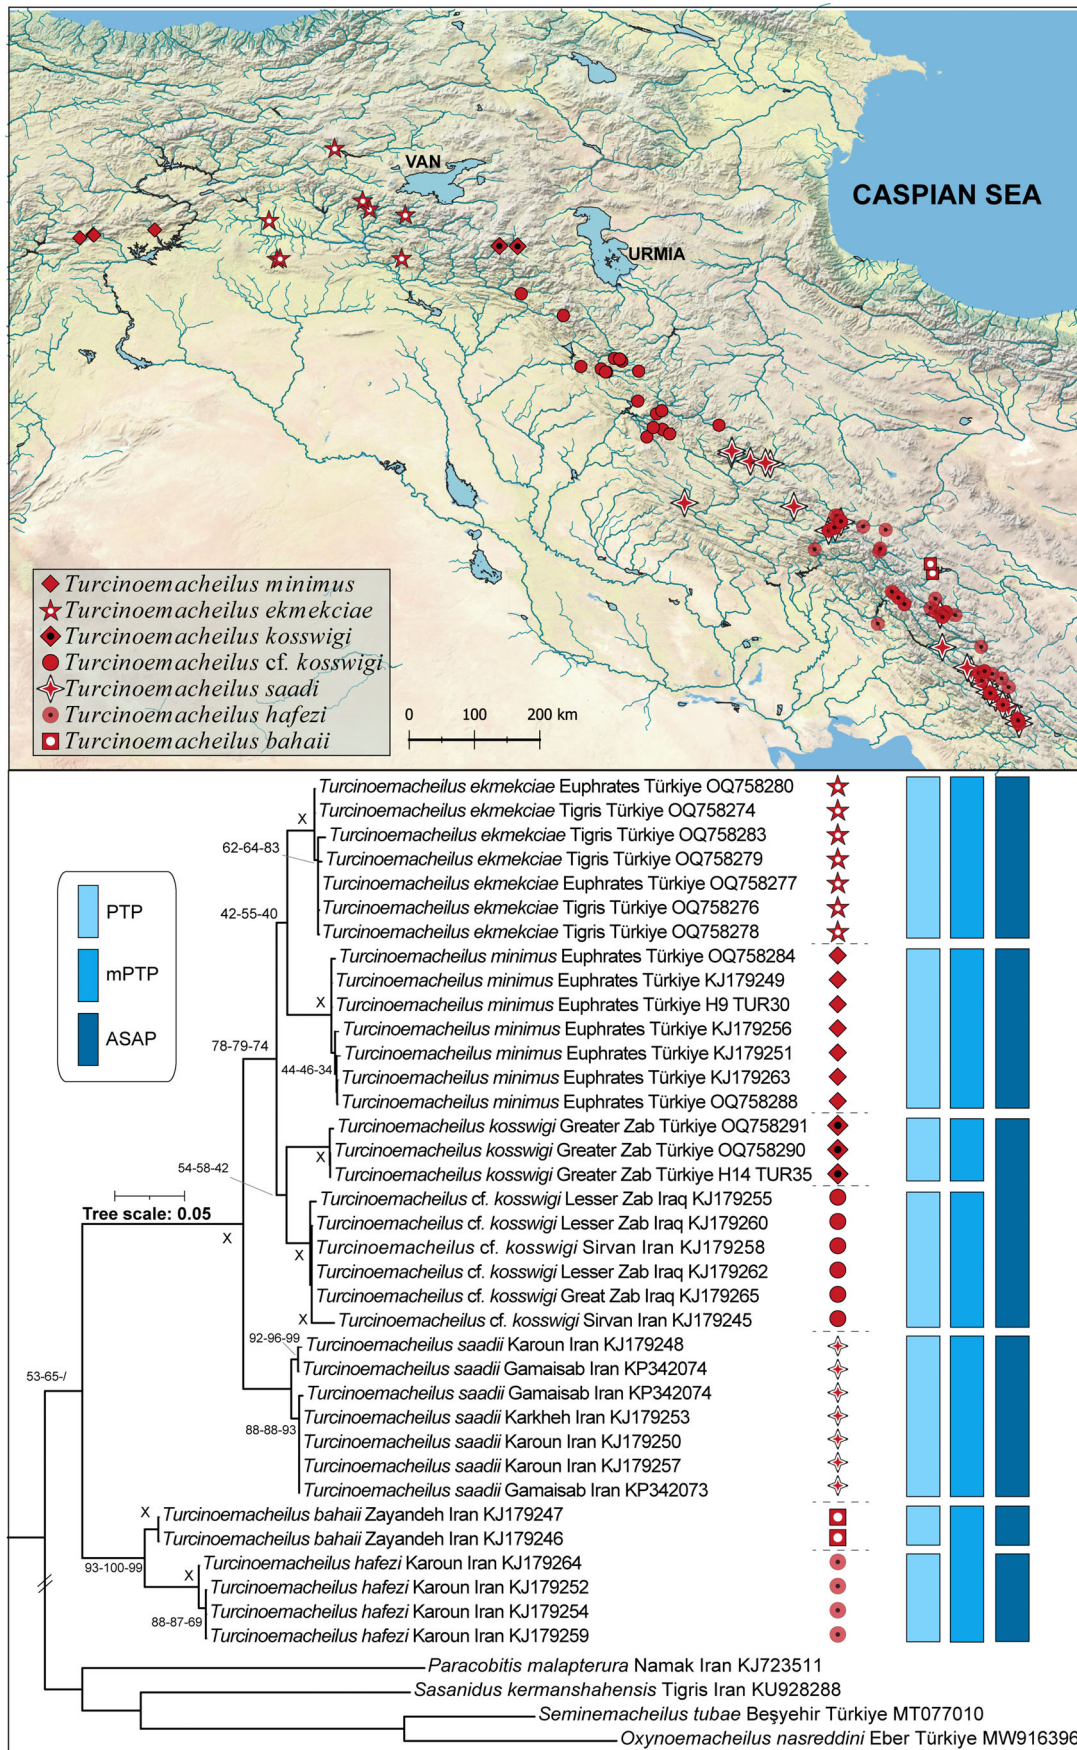 VAN
CASPIAN SEA
URMIA
Turcinoemacheilus minimus
Turcinoemacheilus ekmekciae
Turcinoemacheilus kosswigi
Turcinoemacheilus cf. kosswigi
Turcinoemacheilus saadi
Turcinoemacheilus hafezi
Turcinoemacheilus bahaii
0 100 200 km
PTP
mPTP
ASAP
Tree scale: 0.05
Turcinoemacheilus ekmekciae Euphrates Türkiye OQ758280
Turcinoemacheilus ekmekciae Tigris Türkiye OQ758274
X
Turcinoemacheilus ekmekciae Tigris Türkiye OQ758283
62-64-83
Turcinoemacheilus ekmekciae Tigris Türkiye OQ758279
Turcinoemacheilus ekmekciae Euphrates Türkiye OQ758277
Turcinoemacheilus ekmekciae Tigris Türkiye OQ758276
42-55-40
Turcinoemacheilus ekmekciae Tigris Türkiye OQ758278
Turcinoemacheilus minimus Euphrates Türkiye OQ758284
Turcinoemacheilus minimus Euphrates Türkiye KJ179249
X
Turcinoemacheilus minimus Euphrates Türkiye H9 TUR30
Turcinoemacheilus minimus Euphrates Türkiye KJ179256
78-79-74
Turcinoemacheilus minimus Euphrates Türkiye KJ179251
44-46-34
Turcinoemacheilus minimus Euphrates Türkiye KJ179263
Turcinoemacheilus minimus Euphrates Türkiye OQ758288
Turcinoemacheilus kosswigi Greater Zab Türkiye OQ758291
Turcinoemacheilus kosswigi Greater Zab Türkiye OQ758290
X
54-58-42
Turcinoemacheilus kosswigi Greater Zab Türkiye H14 TUR35
Turcinoemacheilus cf. kosswigi Lesser Zab Iraq KJ179255
Turcinoemacheilus cf. kosswigi Lesser Zab Iraq KJ179260
X
Turcinoemacheilus cf. kosswigi Sirvan Iran KJ179258
X
Turcinoemacheilus cf. kosswigi Lesser Zab Iraq KJ179262
Turcinoemacheilus cf. kosswigi Great Zab Iraq KJ179265
X
Turcinoemacheilus cf. kosswigi Sirvan Iran KJ179245
92-96-99
Turcinoemacheilus saadii Karoun Iran KJ179248
Turcinoemacheilus saadii Gamaisab Iran KP342074
53-65-/
Turcinoemacheilus saadii Gamaisab Iran KP342074
Turcinoemacheilus saadii Karkheh Iran KJ179253
88-88-93
Turcinoemacheilus saadii Karoun Iran KJ179250
Turcinoemacheilus saadii Karoun Iran KJ179257
Turcinoemacheilus saadii Gamaisab Iran KP342073
X
Turcinoemacheilus bahaii Zayandeh Iran KJ179247
Turcinoemacheilus bahaii Zayandeh Iran KJ179246
93-100-99
Turcinoemacheilus hafezi Karoun Iran KJ179264
X
Turcinoemacheilus hafezi Karoun Iran KJ179252
Turcinoemacheilus hafezi Karoun Iran KJ179254
88-87-69
Turcinoemacheilus hafezi Karoun Iran KJ179259
Paracobitis malapterura Namak Iran KJ723511
Sasanidus kermanshahensis Tigris Iran KU928288
Seminemacheilus tubae Beşyehir Türkiye MT077010
Oxynoemacheilus nasreddini Eber Türkiye MW916396